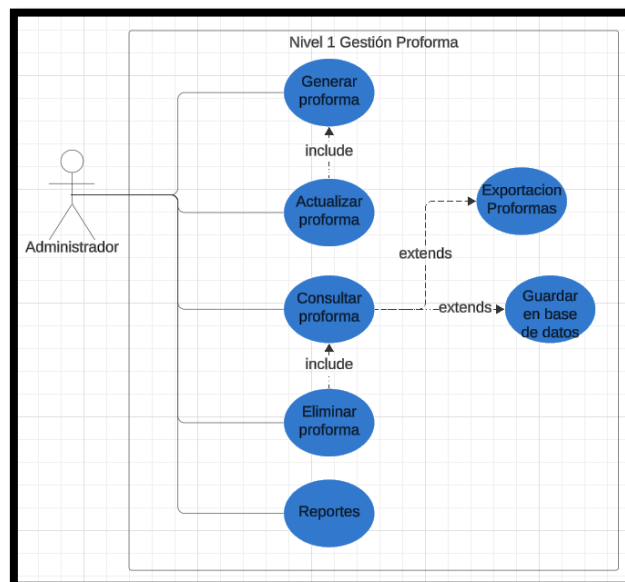 Nivel 1 Gestión Proforma
Generar
proforma
include
Actualizar
proforma
Administrador
Exportacion
Proformas
extends
Consultar
proforma
extends
Guardar
en base
de datos
include
Eliminar
proforma
Reportes